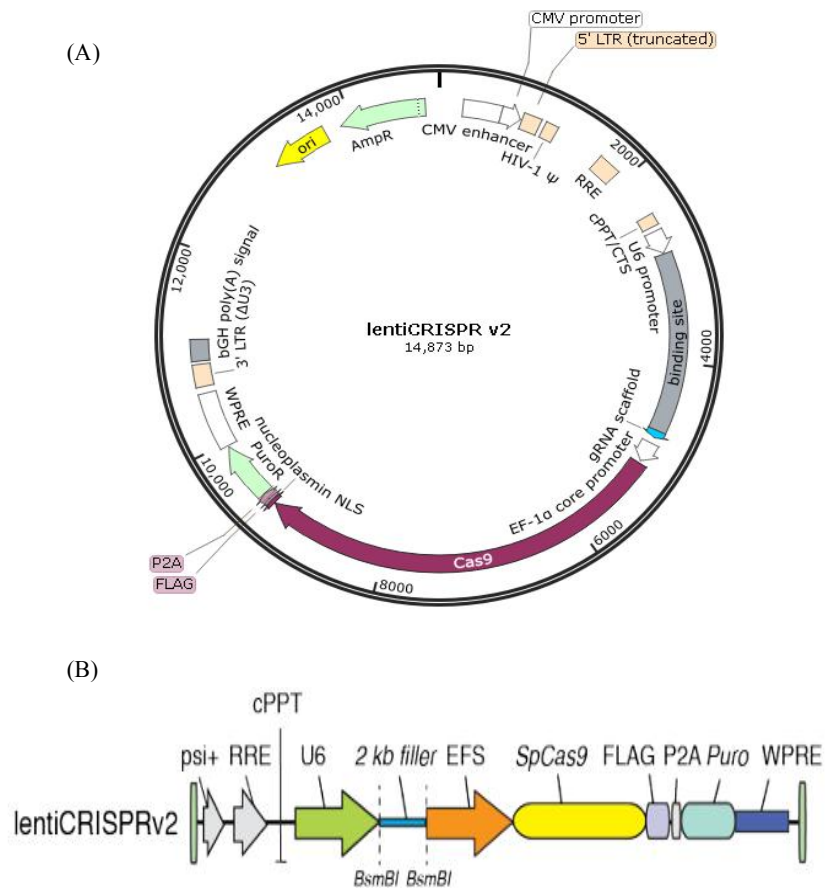 (A)
CMV promoter
5' LTR (truncated)
14,000
ori
AmpR
CMV enhancer
HIV-1 Ψ
2000
RRE
cPPT/CTS
U6 promoter
binding site
4000
gRNA scaffold
EF-1α core promoter
6000
Cas9
8000
nucleoplasmin NLS
PuroR
10,000
P2A
FLAG
WPRE
3' LTR (ΔU3)
bGH poly(A) signal
12,000
lentiCRISPR v2
14,873 bp
(B)
cPPT
psi+ RRE U6 2 kb filler EFS SpCas9 FLAG P2A Puro WPRE
lentiCRISPRv2
BsmBI BsmBI